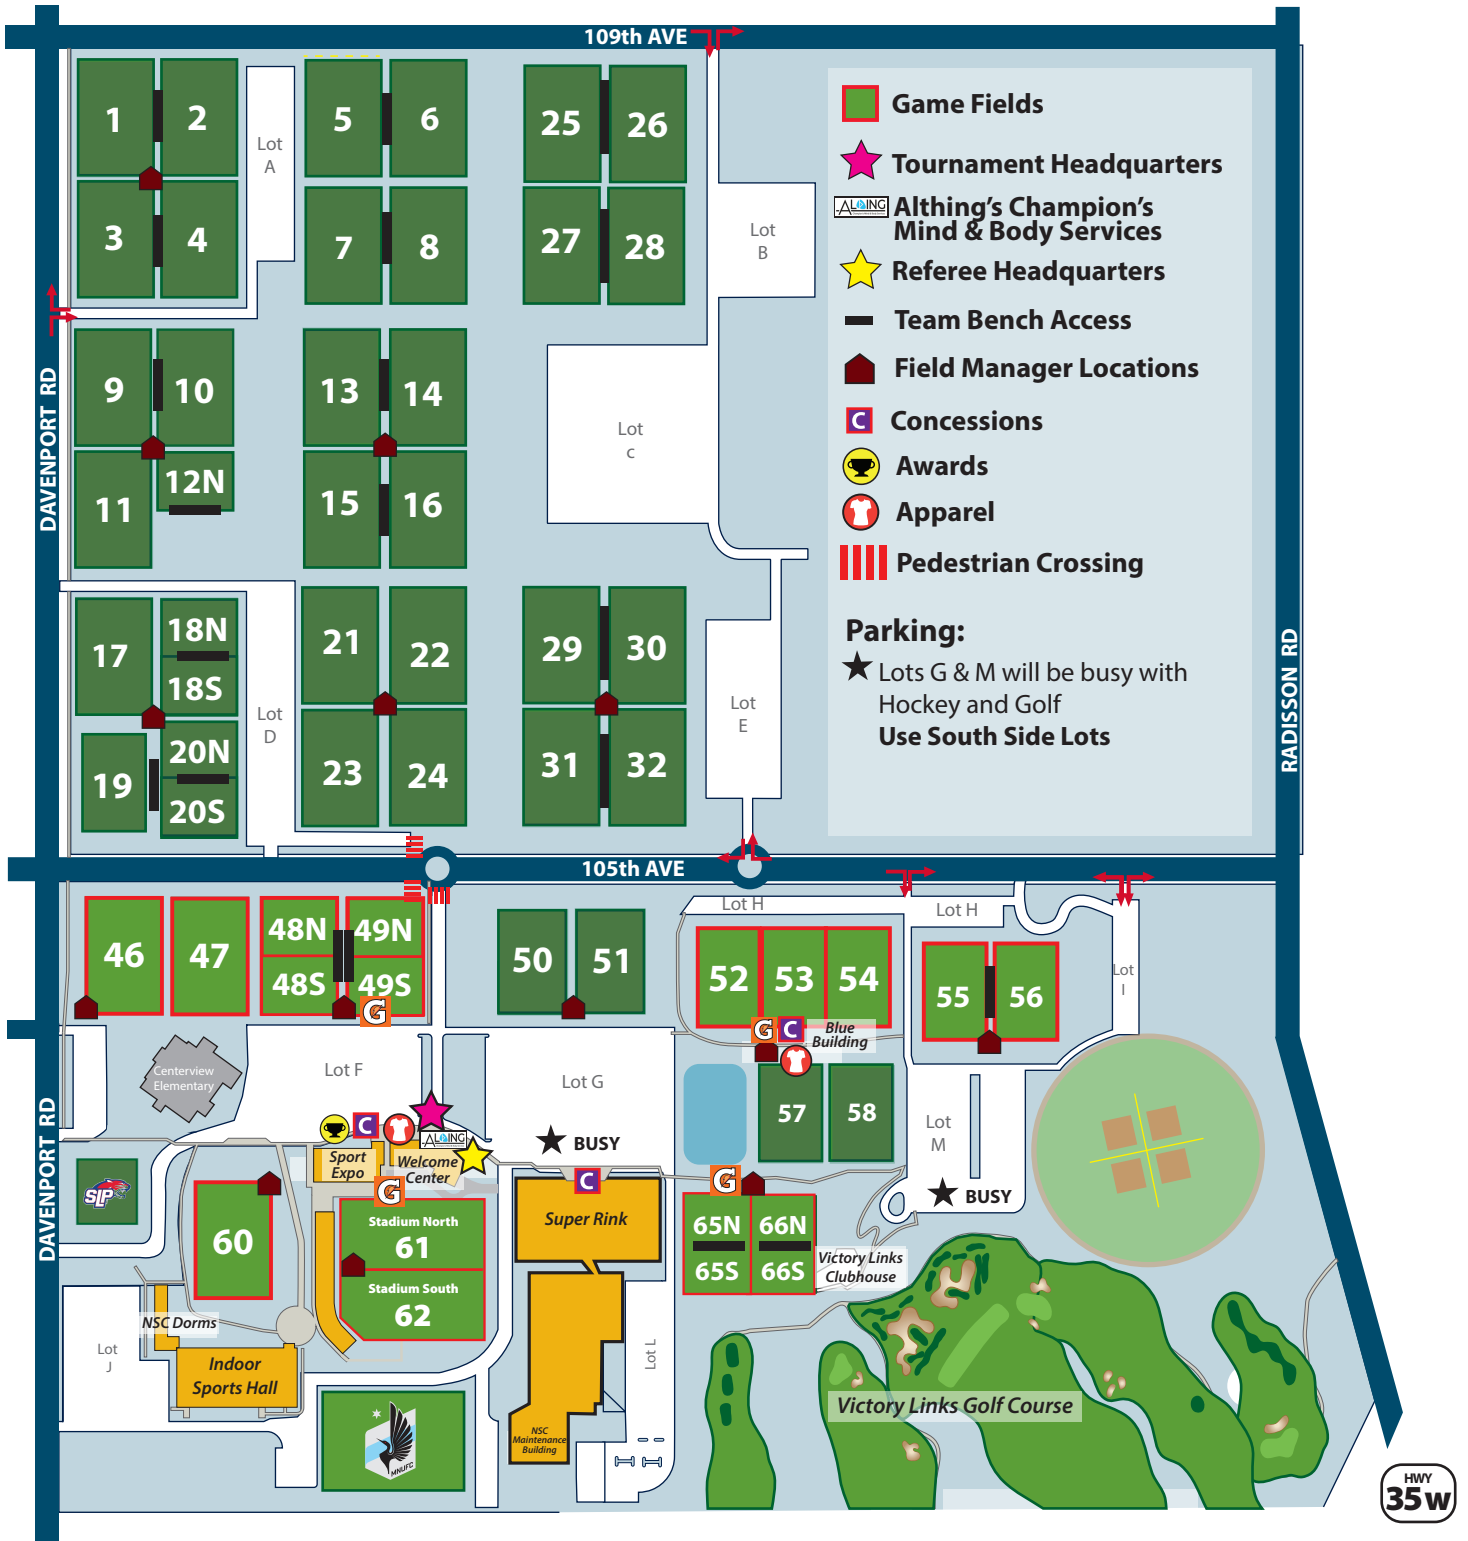 109th AVE
1
2
3
4
Lot
A
5
6
7
8
25
26
27
28
Lot
B
Game Fields
Tournament Headquarters
ALTHING
Althing's Champion's
Mind & Body Services
Referee Headquarters
Team Bench Access
Field Manager Locations
C
Concessions
Awards
Apparel
Pedestrian Crossing
Parking:
Lots G & M will be busy with
Hockey and Golf
Use South Side Lots
DAVENPORT RD
9
10
11
12N
13
14
15
16
Lot
c
17
18N
18S
19
20N
20S
Lot
D
21
22
23
24
29
30
31
32
Lot
E
RADISSON RD
105th AVE
46
47
48N
48S
49N
49S
G
50
51
Lot H
Lot H
52
53
54
55
56
Lot
I
G
C
Blue
Building
57
58
Centerview
Elementary
Lot F
Lot G
BUSY
Lot
M
BUSY
C
Sport
Expo
ALTHING
Welcome
Center
G
C
Super Rink
DAVENPORT RD
SLP
60
Stadium North
61
Stadium South
62
G
65N
65S
66N
66S
Victory Links
Clubhouse
NSC Dorms
Lot
J
Indoor
Sports Hall
Lot L
NSC
Maintenance
Building
MNUFC
Victory Links Golf Course
HWY
35W